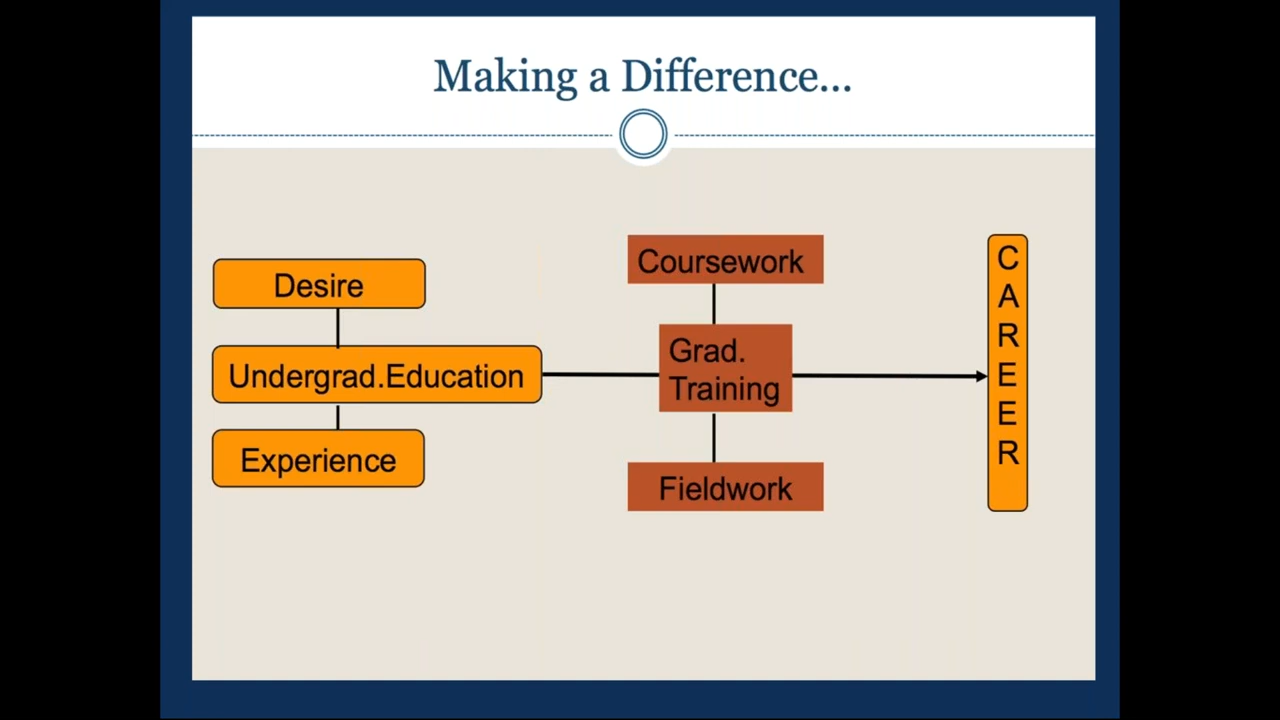 Making a Difference...
Desire
Undergrad.Education
Experience
Coursework
Grad.
Training
Fieldwork
C
A
R
E
E
R